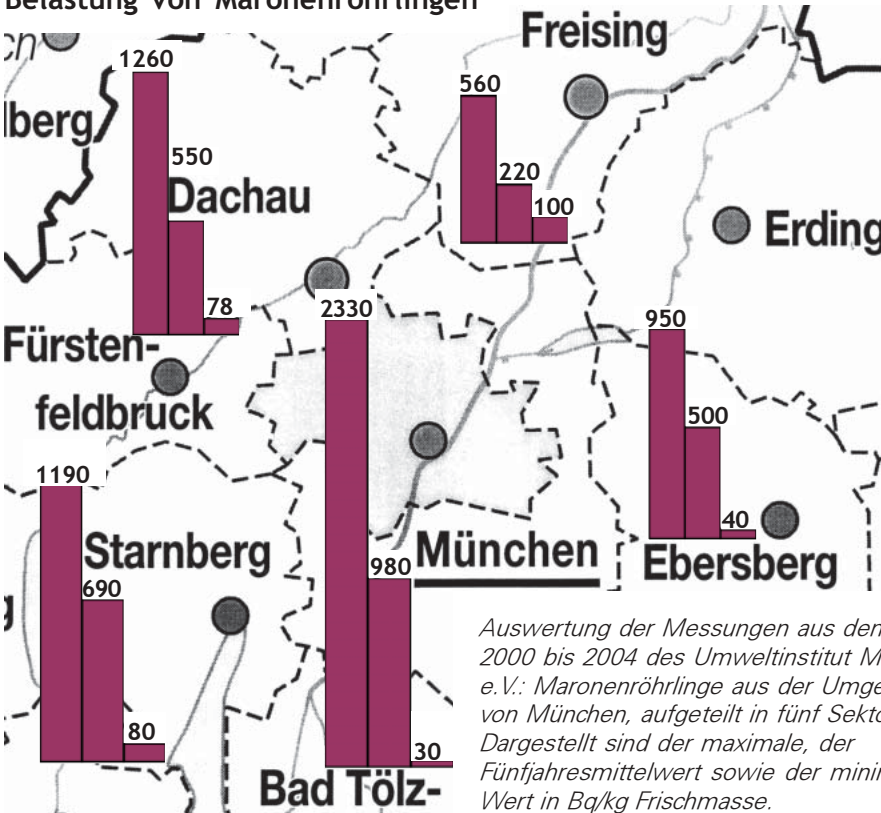 Belastung von Maronenröhrlingen
Freising
1260
560
550
Dachau
220
100
Erding
78
2330
950
Fürsten-
feldbruck
500
1190
40
Starnberg
München
Ebersberg
690
980
80
30
Bad Tölz-
Auswertung der Messungen aus den
2000 bis 2004 des Umweltinstitut M
e.V.: Maronenröhrlinge aus der Umge
von München, aufgeteilt in fünf Sekto
Dargestellt sind der maximale, der
Fünfjahresmittelwert sowie der minim
Wert in Bq/kg Frischmasse.